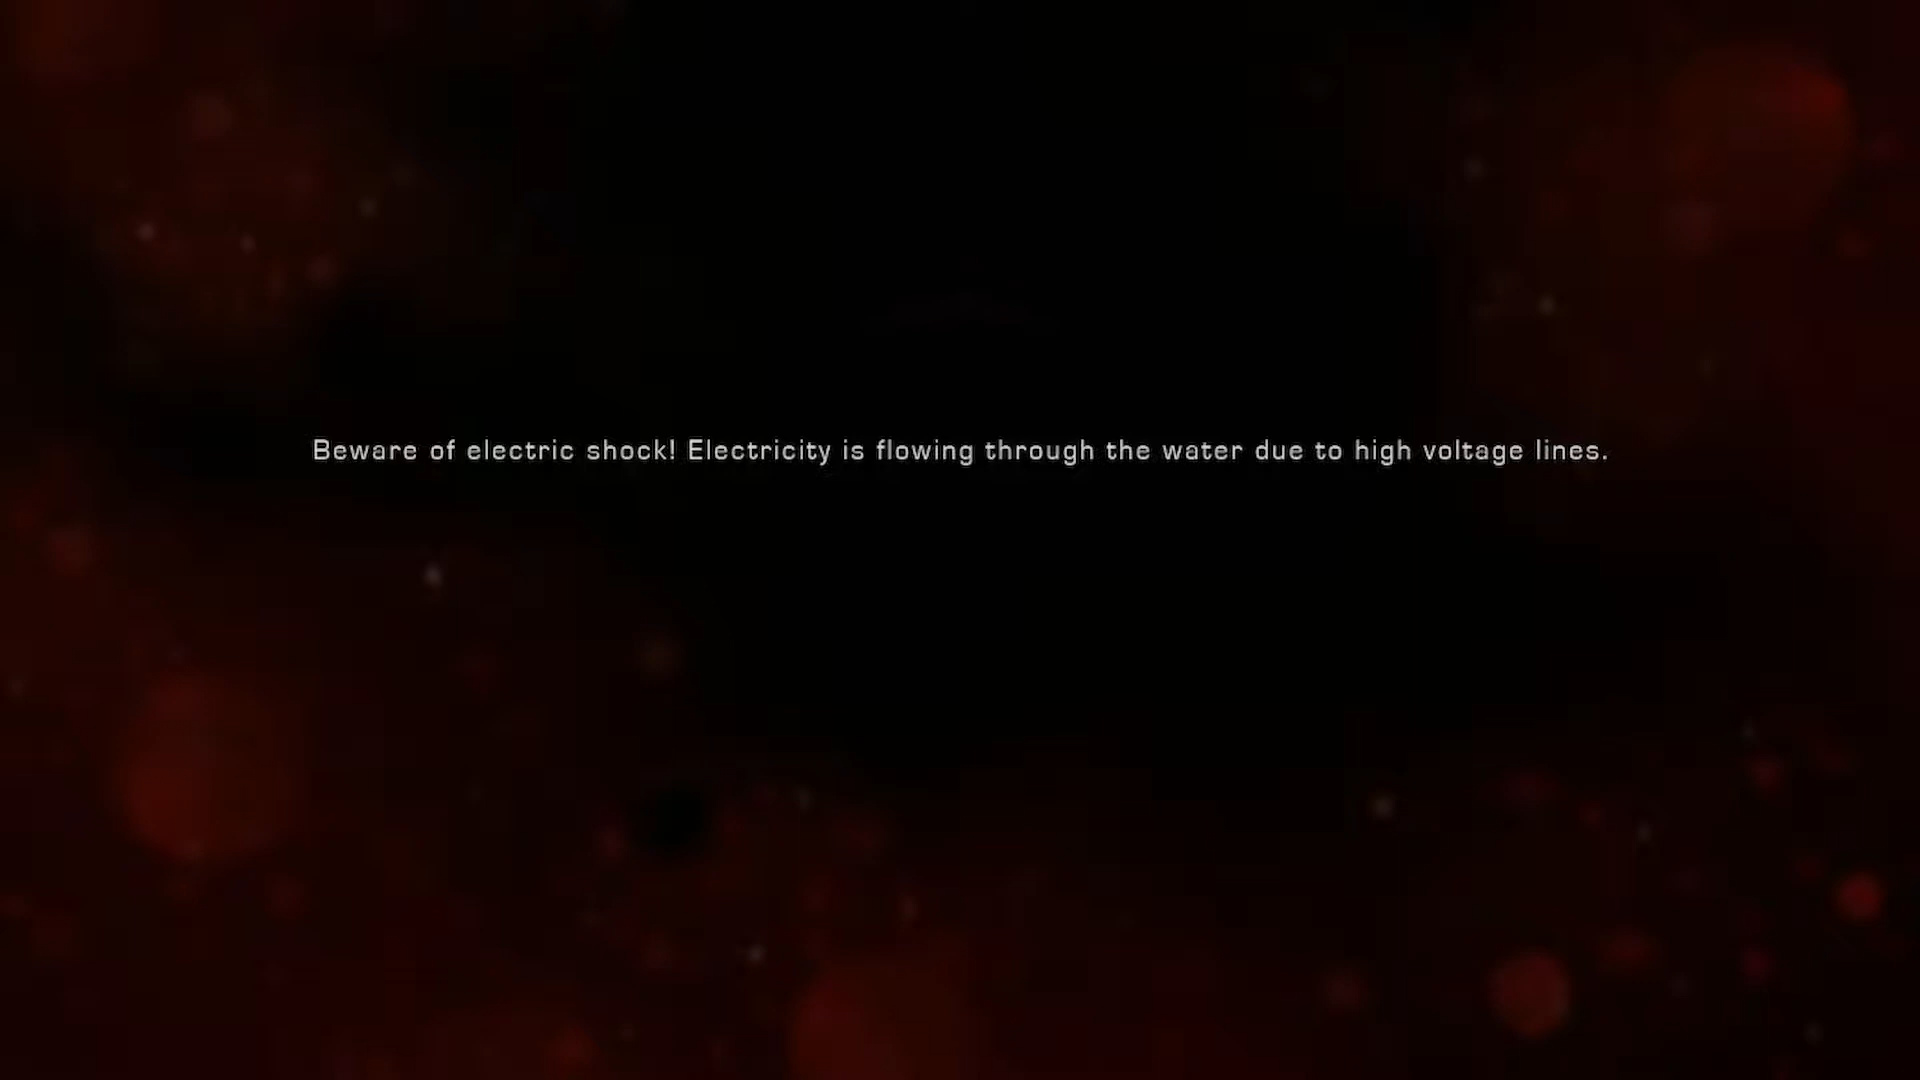 Beware of electric shock! Electricity is flowing through the water due to high voltage lines.